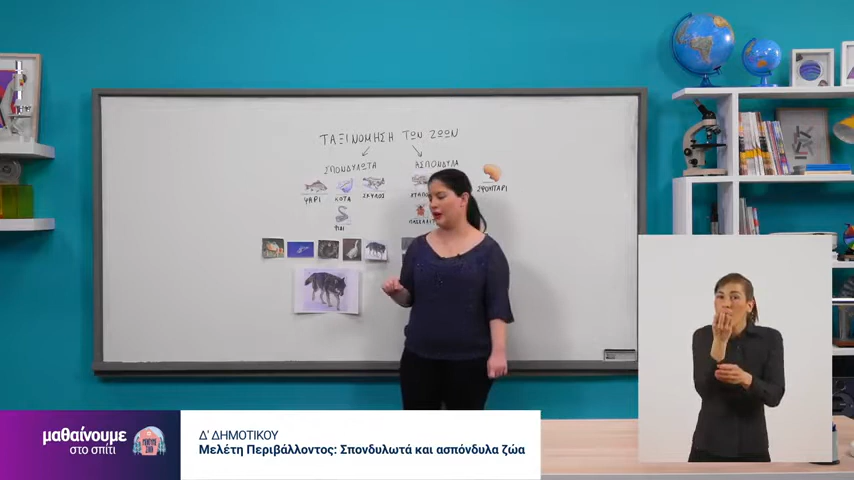 ΤΑΞΙΝΟΜΗΣΗ ΤΩΝ ΖΩΩΝ
ΣΠΟΝΔΥΛΩΤΑ ΑΣΠΟΝΔΥΛΑ
ΨΑΡΙ ΚΟΤΑ ΣΚΥΛΟΣ ΣΦΟΥΓΓΑΡΙ
ΦΙΔΙ
μαθαίνουμε
στο σπίτι
Δ' ΔΗΜΟΤΙΚΟΥ
Μελέτη Περιβάλλοντος: Σπονδυλωτά και ασπόνδυλα ζώα